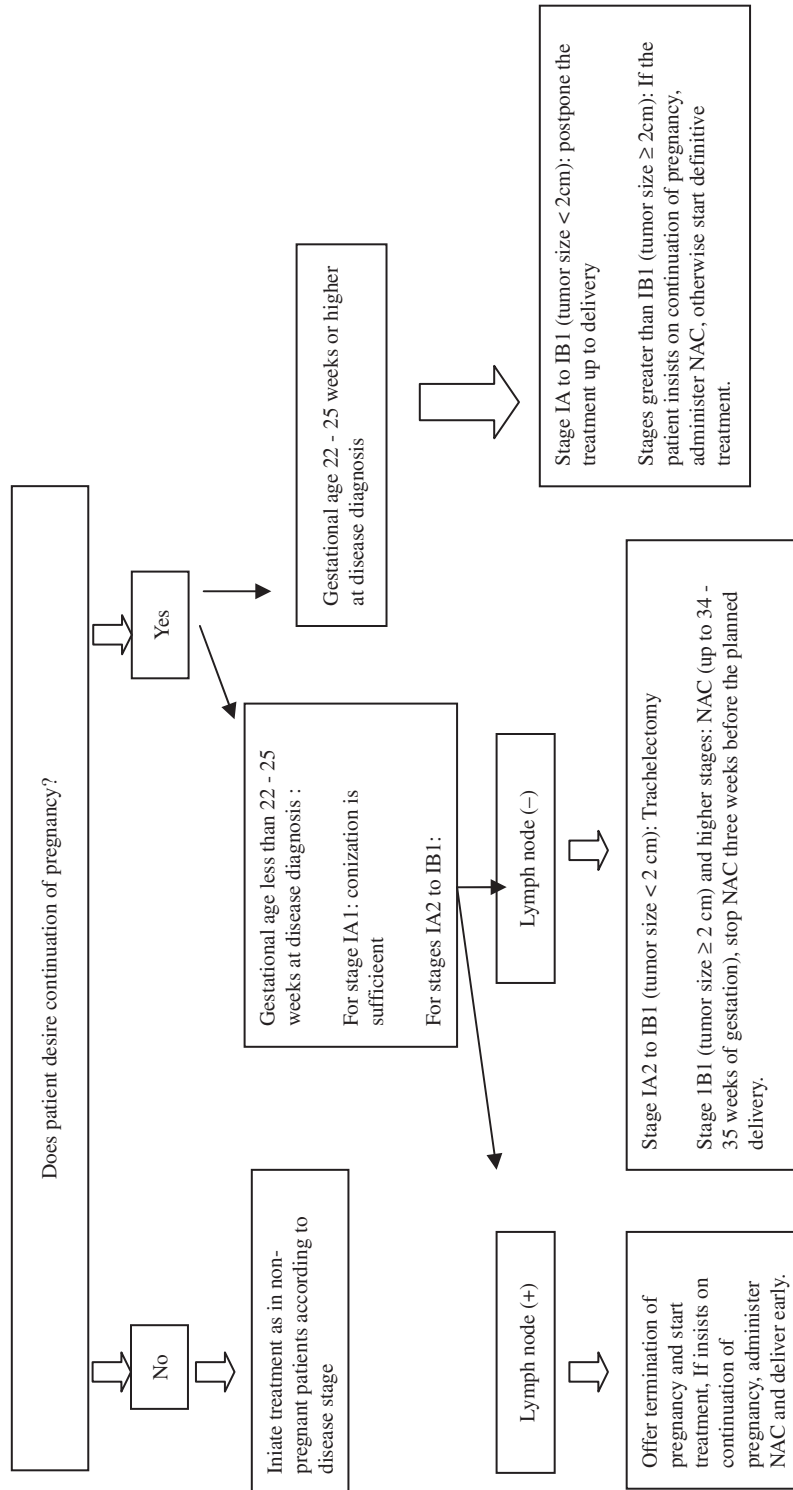 Does patient desire continuation of pregnancy?
No
Yes
Iniate treatment as in non-
pregnant patients according to
disease stage
Gestational age less than 22 - 25
weeks at disease diagnosis :
For stage IA1: conization is
sufficieent
For stages IA2 to IB1:
Gestational age 22 - 25 weeks or higher
at disease diagnosis
Lymph node (+)
Lymph node (–)
Offer termination of
pregnancy and start
treatment, If insists on
continuation of
pregnancy, administer
NAC and deliver early.
Stage IA2 to IB1 (tumor size < 2 cm): Trachelectomy
Stage 1B1 (tumor size ≥ 2 cm) and higher stages: NAC (up to 34 -
35 weeks of gestation), stop NAC three weeks before the planned
delivery.
Stage IA to IB1 (tumor size < 2cm): postpone the
treatment up to delivery
Stages greater than IB1 (tumor size ≥ 2cm): If the
patient insists on continuation of pregnancy,
administer NAC, otherwise start definitive
treatment.